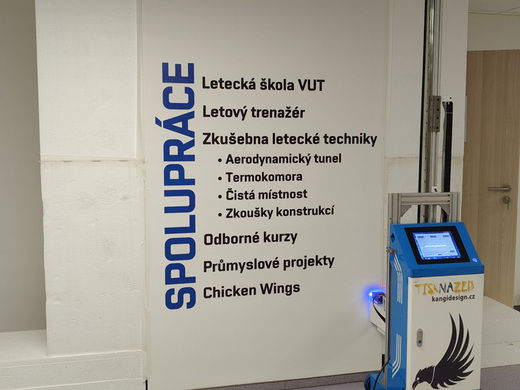 SPOLUPRÁCE
Letecká škola VUT
Letový trenažér
Zkušebna letecké techniky
• Aerodynamický tunel
• Termokomora
• Čistá místnost
• Zkoušky konstrukcí
Odborné kurzy
Průmyslové projekty
Chicken Wings
TISKNAZEĎ
kangidesign.cz